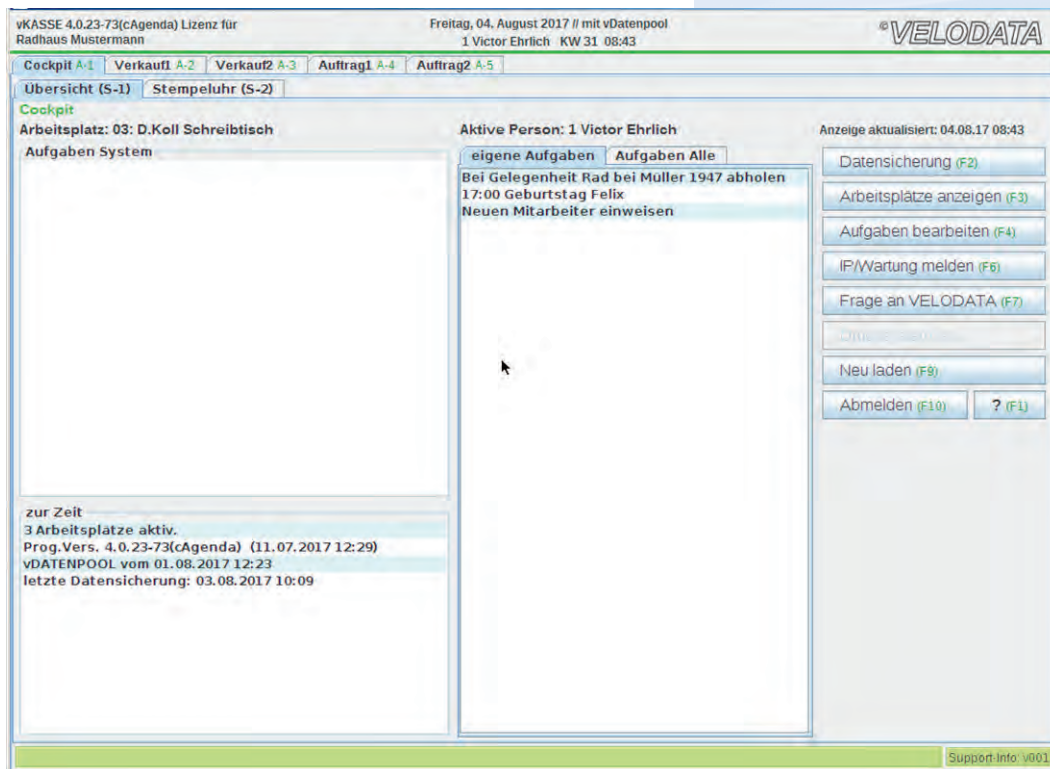 vKASSE 4.0.23-73(cAgenda) Lizenz für
Radhaus Mustermann
Freitag, 04. August 2017 // mit vDatenpool
1 Victor Ehrlich KW 31 08:43
©VELODATA
Cockpit A-1 Verkauf1 A-2 Verkauf2 A-3 Auftrag1 A-4 Auftrag2 A-5
Übersicht (S-1) Stempeluhr (S-2)
Cockpit
Arbeitsplatz: 03: D.Koll Schreibtisch
Aufgaben System
zur Zeit
3 Arbeitsplätze aktiv.
Prog.Vers. 4.0.23-73(cAgenda) (11.07.2017 12:29)
vDATENPOOL vom 01.08.2017 12:23
letzte Datensicherung: 03.08.2017 10:09
Aktive Person: 1 Victor Ehrlich
eigene Aufgaben Aufgaben Alle
Bei Gelegenheit Rad bei Müller 1947 abholen
17:00 Geburtstag Felix
Neuen Mitarbeiter einweisen
Anzeige aktualisiert: 04.08.17 08:43
Datensicherung (F2)
Arbeitsplätze anzeigen (F3)
Aufgaben bearbeiten (F4)
IP/Wartung melden (F6)
Frage an VELODATA (F7)
Neu laden (F9)
Abmelden (F10) ? (F1)
Support-Info: v001